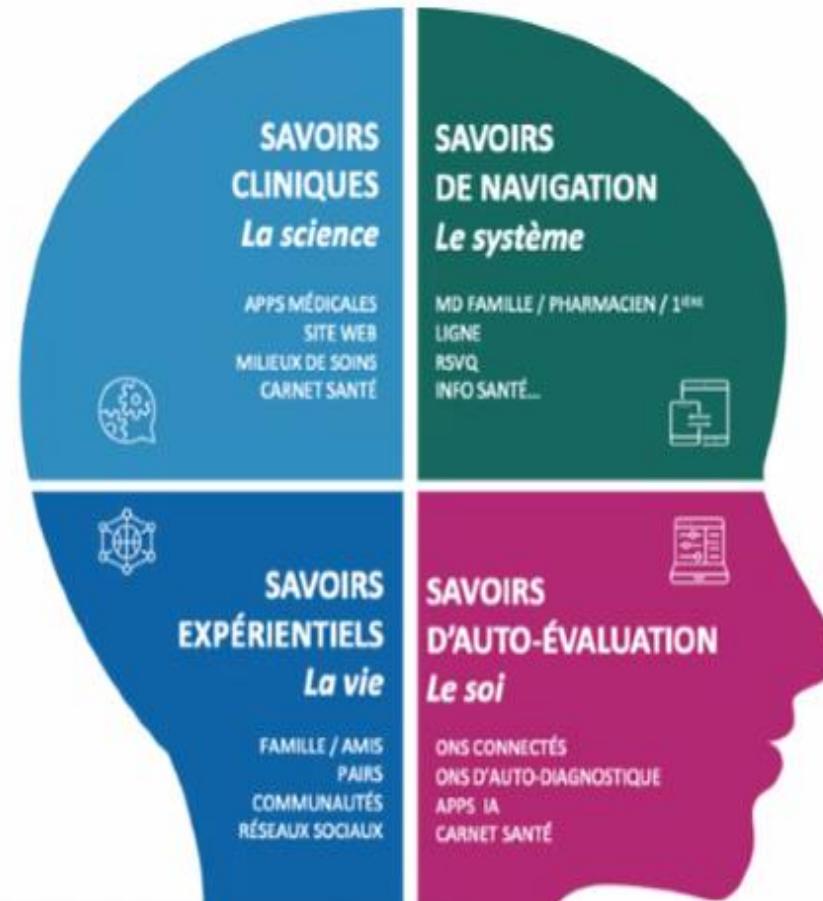 SAVOIRS
CLINIQUES
La science
APPS MÉDICALES
SITE WEB
MILIEUX DE SOINS
CARNET SANTÉ
SAVOIRS
DE NAVIGATION
Le système
MD FAMILLE / PHARMACIEN / 1IÈRE
LIGNE
RSVQ
INFO SANTÉ...
SAVOIRS
EXPÉRIENTIELS
La vie
FAMILLE / AMIS
PAIRS
COMMUNAUTÉS
RÉSEAUX SOCIAUX
SAVOIRS
D'AUTO-ÉVALUATION
Le soi
ONS CONNECTÉS
ONS D'AUTO-DIAGNOSTIQUE
APPS IA
CARNET SANTÉ